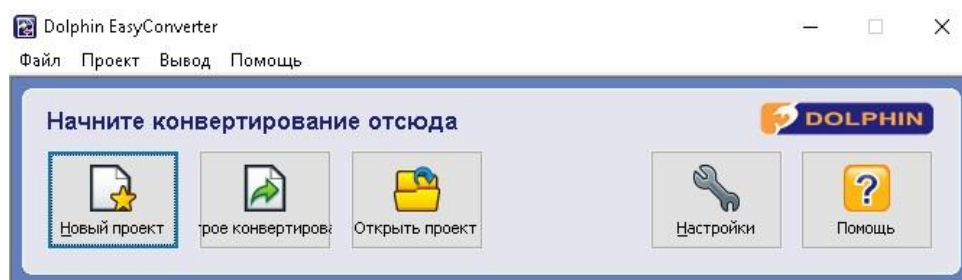 Dolphin EasyConverter
Файл Проект Вывод Помощь
Начните конвертирование отсюда
DOLPHIN
Новый проект
трое конвертирова
Открыть проект
Настройки
Помощь